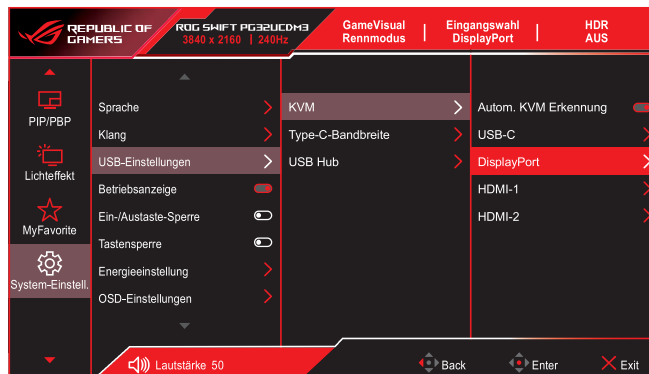 REPUBLIC OF
GAMERS
ROG SWIFT PG32UCDM3
3840 x 2160 | 240Hz
GameVisual
Rennmodus
Eingangswahl
DisplayPort
HDR
AUS
PIP/PBP
Lichteffekt
MyFavorite
System-Einstell.
Sprache
Klang
USB-Einstellungen
Betriebsanzeige
Ein-/Austaste-Sperre
Tastensperre
Energieeinstellung
OSD-Einstellungen
KVM
Type-C-Bandbreite
USB Hub
Autom. KVM Erkennung
USB-C
DisplayPort
HDMI-1
HDMI-2
Lautstärke 50
Back
Enter
Exit